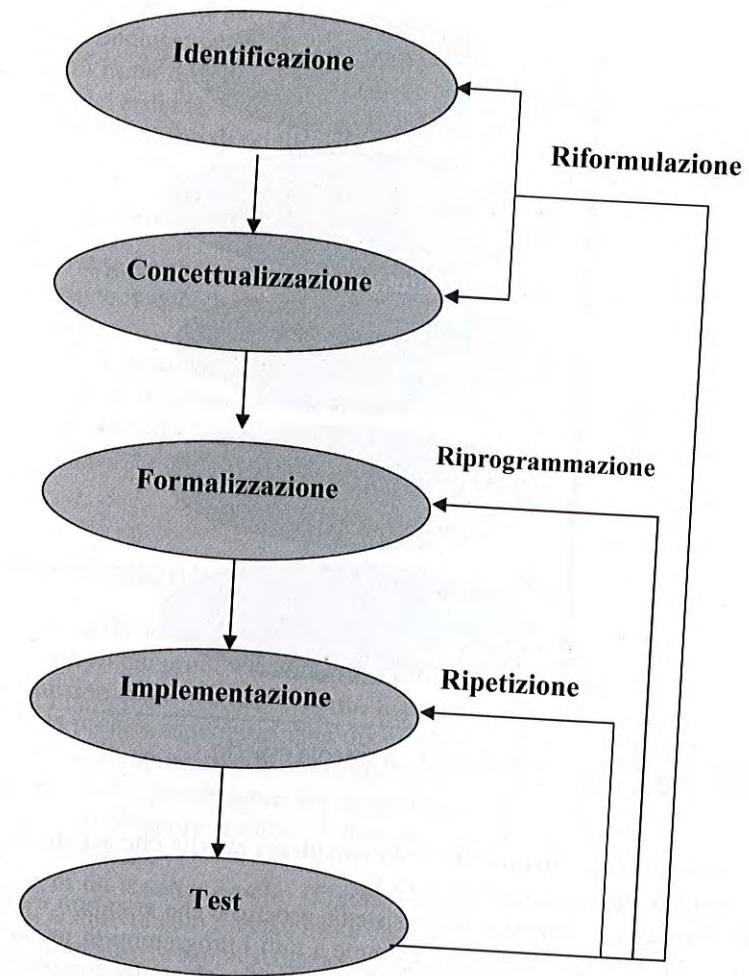 Identificazione
Riformulazione
Concettualizzazione
Riprogrammazione
Formalizzazione
Ripetizione
Implementazione
Test